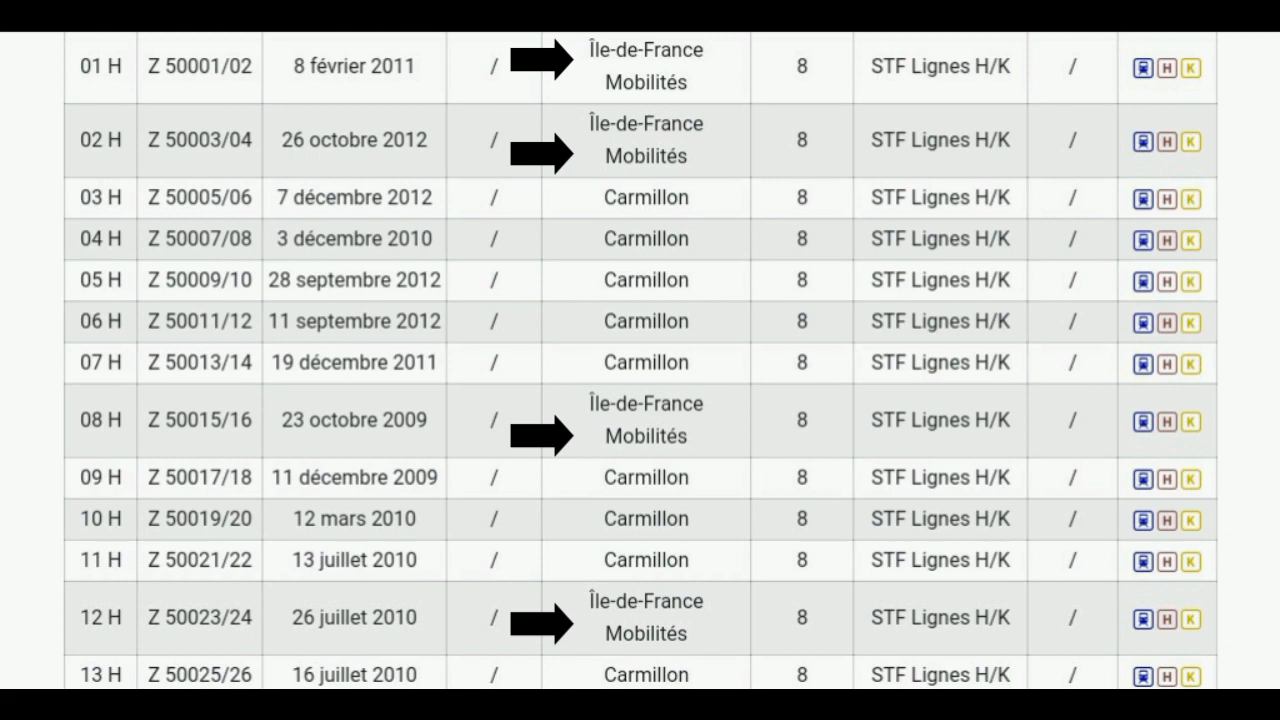 01 H Z 50001/02 8 février 2011 / Île-de-France Mobilités 8 STF Lignes H/K / H K
02 H Z 50003/04 26 octobre 2012 / Île-de-France Mobilités 8 STF Lignes H/K / H K
03 H Z 50005/06 7 décembre 2012 / Carmillon 8 STF Lignes H/K / H K
04 H Z 50007/08 3 décembre 2010 / Carmillon 8 STF Lignes H/K / H K
05 H Z 50009/10 28 septembre 2012 / Carmillon 8 STF Lignes H/K / H K
06 H Z 50011/12 11 septembre 2012 / Carmillon 8 STF Lignes H/K / H K
07 H Z 50013/14 19 décembre 2011 / Carmillon 8 STF Lignes H/K / H K
08 H Z 50015/16 23 octobre 2009 / Île-de-France Mobilités 8 STF Lignes H/K / H K
09 H Z 50017/18 11 décembre 2009 / Carmillon 8 STF Lignes H/K / H K
10 H Z 50019/20 12 mars 2010 / Carmillon 8 STF Lignes H/K / H K
11 H Z 50021/22 13 juillet 2010 / Carmillon 8 STF Lignes H/K / H K
12 H Z 50023/24 26 juillet 2010 / Île-de-France Mobilités 8 STF Lignes H/K / H K
13 H Z 50025/26 16 juillet 2010 / Carmillon 8 STF Lignes H/K / H K